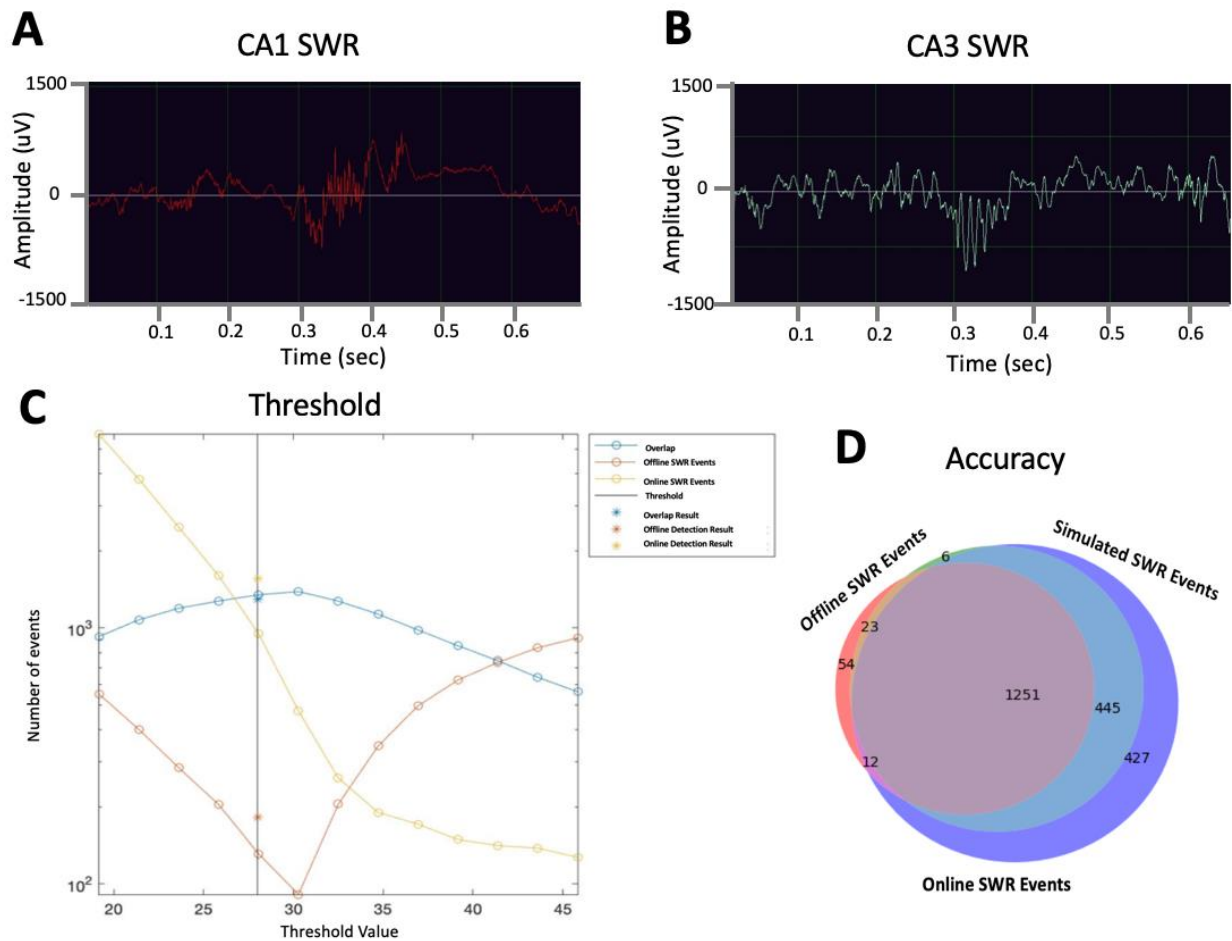 A
CA1 SWR
1500
0
-1500
Amplitude (uV)
0.1 0.2 0.3 0.4 0.5 0.6
Time (sec)
B
CA3 SWR
1500
0
-1500
Amplitude (uV)
0.1 0.2 0.3 0.4 0.5 0.6
Time (sec)
C
Threshold
Number of events
10^3
10^2
20 25 30 35 40 45
Threshold Value
Overlap
Offline SWR Events
Online SWR Events
Threshold
Overlap Result
Offline Detection Result
Online Detection Result
D
Accuracy
Offline SWR Events
Simulated SWR Events
6
23
54
1251
445
12
427
Online SWR Events